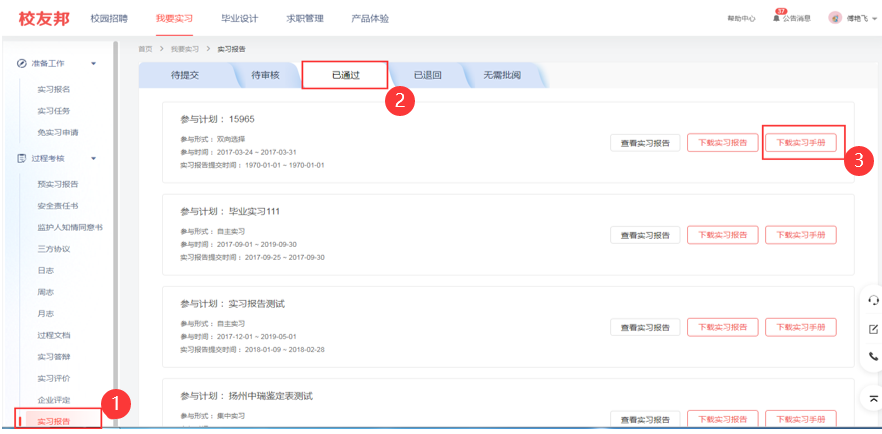 校友邦 校园招聘 我要实习 毕业设计 求职管理 产品体验 帮助中心 37 公告消息 傅艳飞
首页 > 我要实习 > 实习报告
准备工作
实习报名
实习任务
免实习申请
过程考核
预实习报告
安全责任书
监护人知情同意书
三方协议
日志
周志
月志
过程文档
实习答辩
实习评价
企业评定
实习报告
1
待提交 待审核 已通过 已退回 无需批阅
2
参与计划： 15965
参与形式： 双向选择
参与时间： 2017-03-24 ~ 2017-03-31
实习报告提交时间： 1970-01-01 ~ 1970-01-01
查看实习报告 下载实习报告 下载实习手册
3
参与计划： 毕业实习111
参与形式： 自主实习
参与时间： 2017-09-01 ~ 2019-09-30
实习报告提交时间： 2017-09-25 ~ 2017-09-30
查看实习报告 下载实习报告 下载实习手册
参与计划： 实习报告测试
参与形式： 自主实习
参与时间： 2017-12-01 ~ 2019-05-01
实习报告提交时间： 2018-01-09 ~ 2018-02-28
查看实习报告 下载实习报告 下载实习手册
参与计划： 扬州中瑞鉴定表测试
参与形式： 集中实习
查看实习报告 下载实习报告 下载实习手册